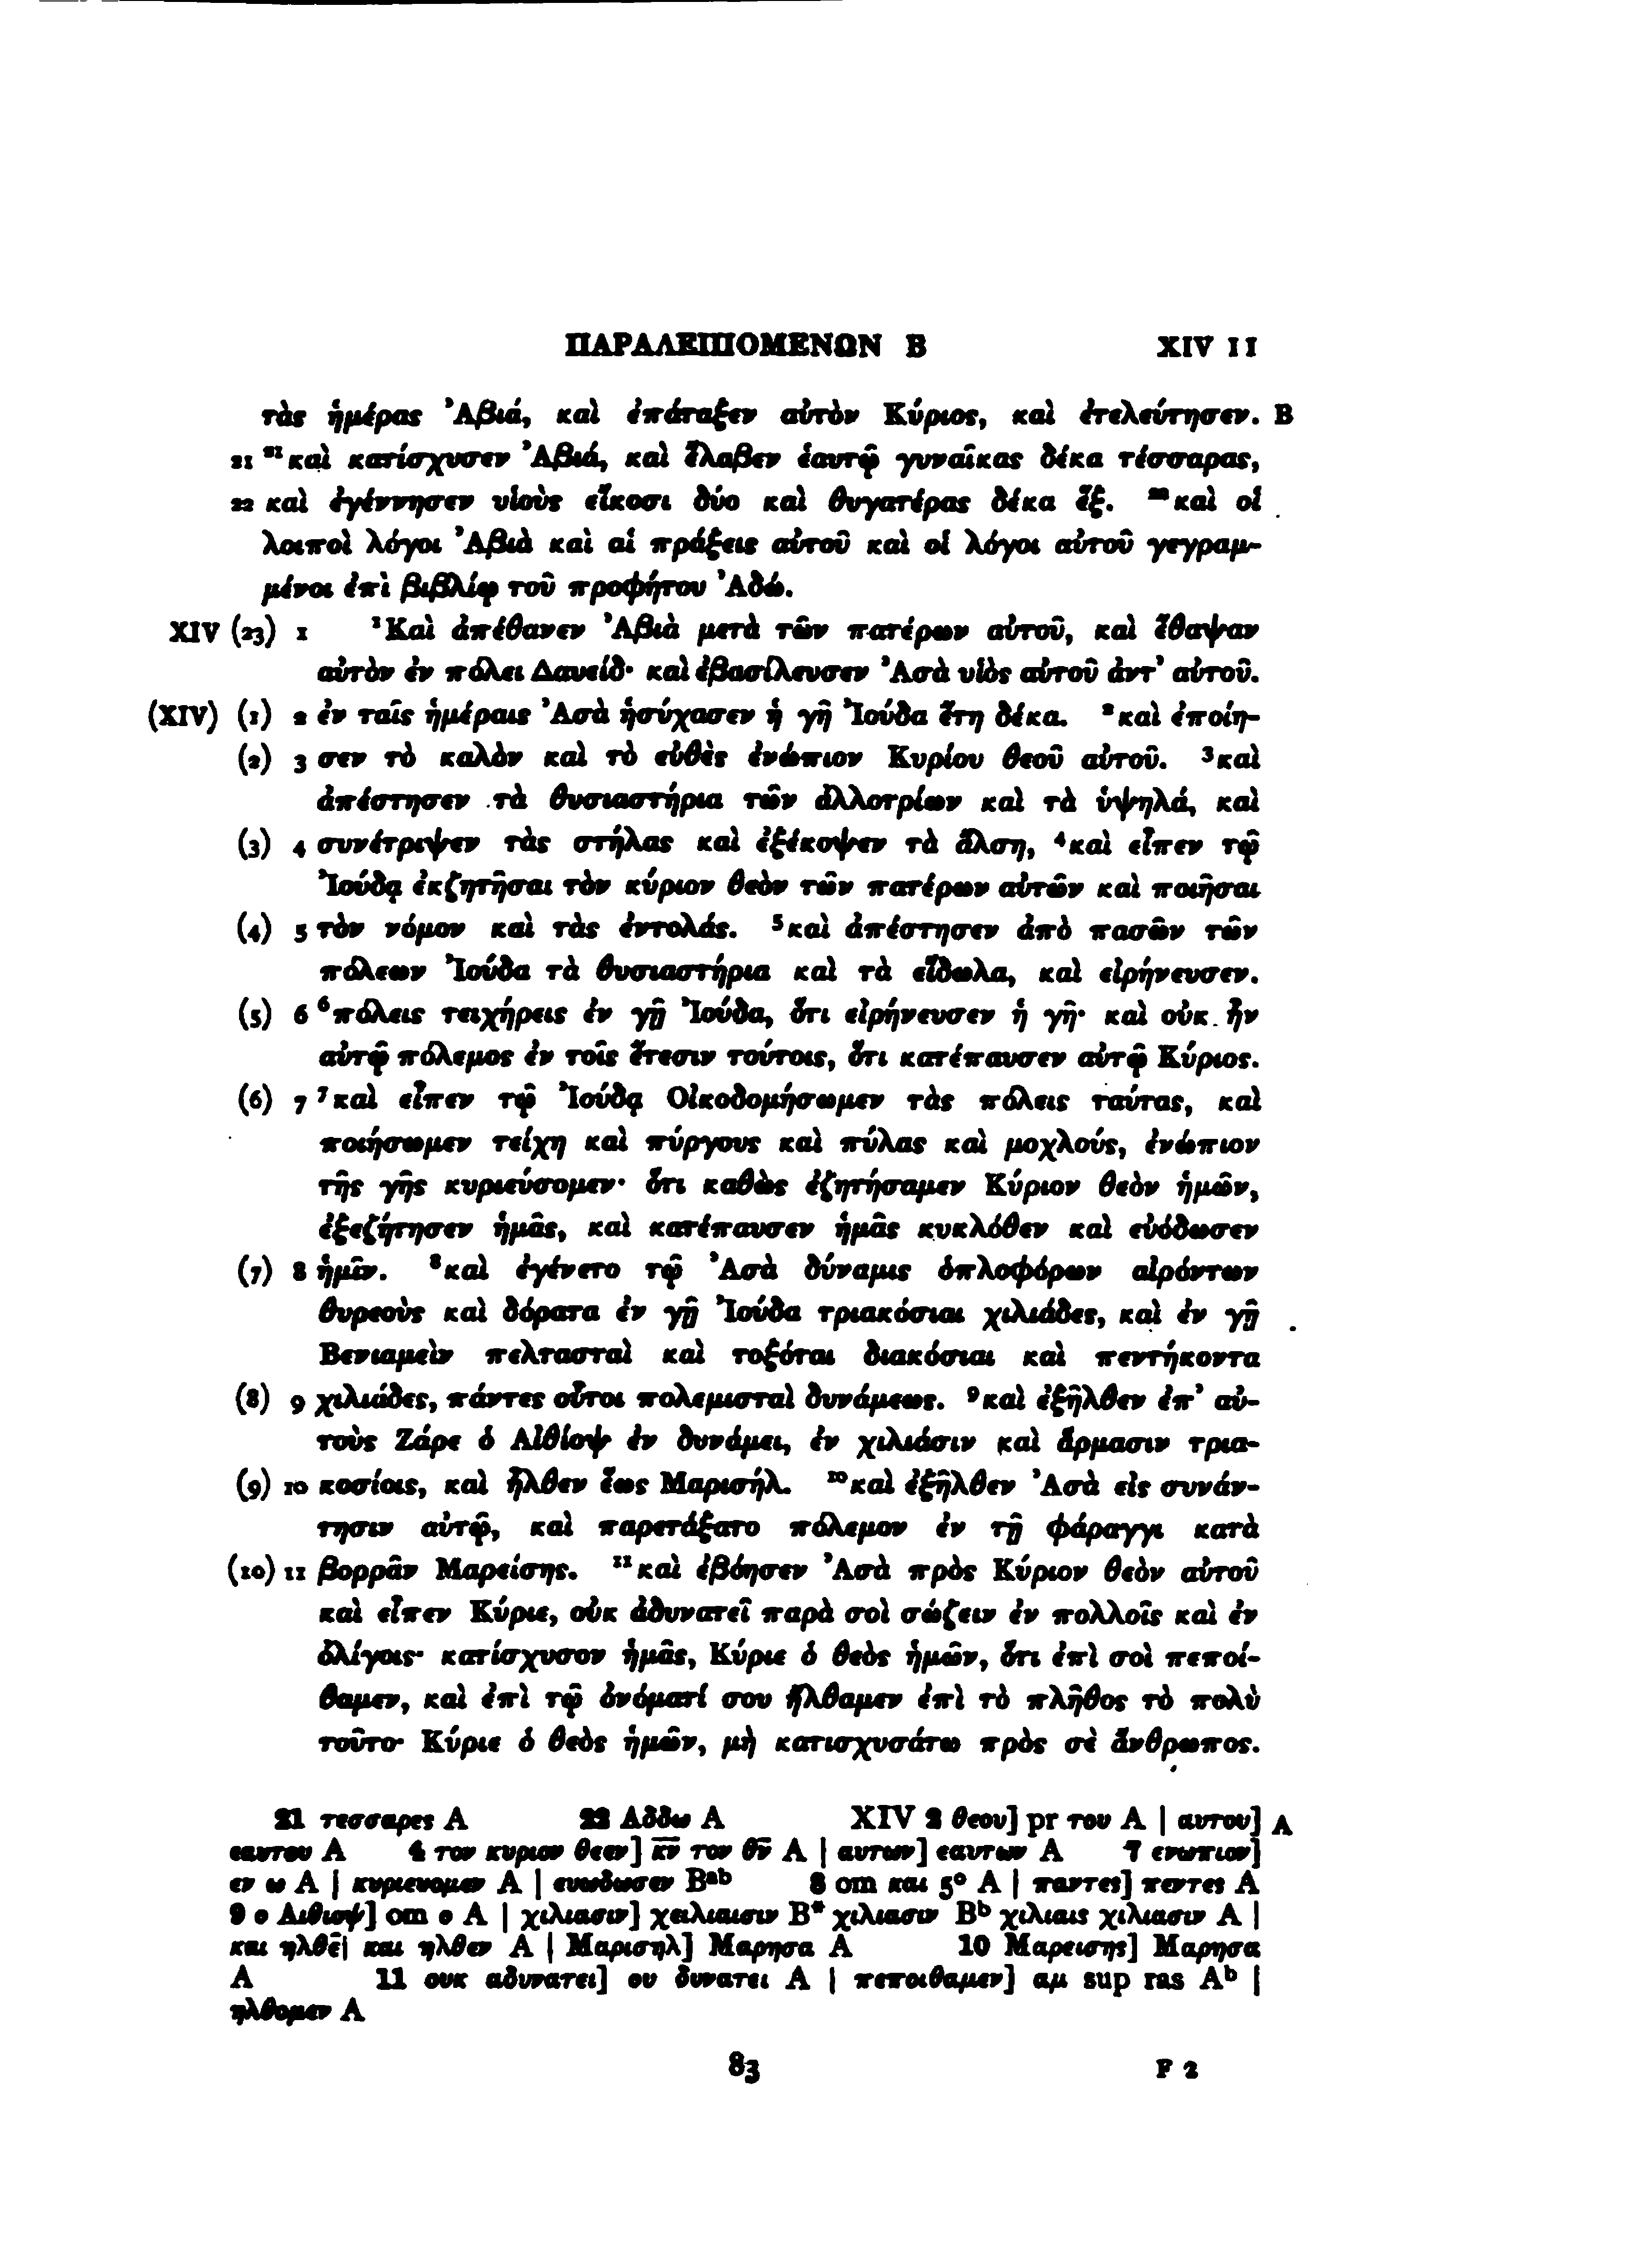 ΠΑΡΑΛΕΙΠΟΜΕΝΩΝ Β XIV 11
τὰς ἡμέρας Ἀβιά, καὶ ἐπάταξεν αὐτὸν Κύριος, καὶ ἐτελεύτησεν. B
21 ²¹καὶ κατίσχυσεν Ἀβιά, καὶ ἔλαβεν ἑαυτῷ γυναῖκας δέκα τέσσαρας,
22 καὶ ἐγέννησεν υἱοὺς εἴκοσι δύο καὶ θυγατέρας δέκα ἕξ. ²²καὶ οἱ
λοιποὶ λόγοι Ἀβιὰ καὶ αἱ πράξεις αὐτοῦ καὶ οἱ λόγοι αὐτοῦ γεγραμ-
μένοι ἐπὶ βιβλίῳ τοῦ προφήτου Ἀδώ.
XIV (23) 1 ¹Καὶ ἀπέθανεν Ἀβιὰ μετὰ τῶν πατέρων αὐτοῦ, καὶ ἔθαψαν
αὐτὸν ἐν πόλει Δαυείδ· καὶ ἐβασίλευσεν Ἀσὰ υἱὸς αὐτοῦ ἀντ’ αὐτοῦ.
(XIV) (1) 2 ἐν ταῖς ἡμέραις Ἀσὰ ἡσύχασεν ἡ γῆ Ἰούδα ἔτη δέκα. ²καὶ ἐποίη-
(2) 3 σεν τὸ καλὸν καὶ τὸ εὐθὲς ἐνώπιον Κυρίου θεοῦ αὐτοῦ. ³καὶ
ἀπέστησεν τὰ θυσιαστήρια τῶν ἀλλοτρίων καὶ τὰ ὑψηλά, καὶ
(3) 4 συνέτριψεν τὰς στήλας καὶ ἐξέκοψεν τὰ ἄλση, ⁴καὶ εἶπεν τῷ
Ἰούδᾳ ἐκζητῆσαι τὸν κύριον θεὸν τῶν πατέρων αὐτῶν καὶ ποιῆσαι
(4) 5 τὸν νόμον καὶ τὰς ἐντολάς. ⁵καὶ ἀπέστησεν ἀπὸ πασῶν τῶν
πόλεων Ἰούδα τὰ θυσιαστήρια καὶ τὰ εἴδωλα, καὶ εἰρήνευσεν.
(5) 6 ⁶πόλεις τειχήρεις ἐν γῇ Ἰούδα, ὅτι εἰρήνευσεν ἡ γῆ· καὶ οὐκ ἦν
αὐτῷ πόλεμος ἐν τοῖς ἔτεσιν τούτοις, ὅτι κατέπαυσεν αὐτῷ Κύριος.
(6) 7 ⁷καὶ εἶπεν τῷ Ἰούδᾳ Οἰκοδομήσωμεν τὰς πόλεις ταύτας, καὶ
ποιήσωμεν τείχη καὶ πύργους καὶ πύλας καὶ μοχλούς, ἐνώπιον
τῆς γῆς κυριεύσομεν· ὅτι καθὼς ἐζητήσαμεν Κύριον θεὸν ἡμῶν,
ἐξεζήτησεν ἡμᾶς, καὶ κατέπαυσεν ἡμᾶς κυκλόθεν καὶ εὐόδωσεν
(7) 8 ἡμῖν. ⁸καὶ ἐγένετο τῷ Ἀσὰ δύναμις ὁπλοφόρων αἰρόντων
θυρεοὺς καὶ δόρατα ἐν γῇ Ἰούδα τριακόσιαι χιλιάδες, καὶ ἐν γῇ
Βενιαμεὶν πελτασταὶ καὶ τοξόται διακόσιαι καὶ πεντήκοντα
(8) 9 χιλιάδες, πάντες οὗτοι πολεμισταὶ δυνάμεως. ⁹καὶ ἐξῆλθεν ἐπ’ αὐ-
τοὺς Ζάρε ὁ Αἰθίοψ ἐν δυνάμει, ἐν χιλιάσιν καὶ ἅρμασιν τρια-
(9) 10 κοσίοις, καὶ ἦλθεν ἕως Μαρισήλ. ¹⁰καὶ ἐξῆλθεν Ἀσὰ εἰς συνάν-
τησιν αὐτῷ, καὶ παρετάξατο πόλεμον ἐν τῇ φάραγγι κατὰ
(10) 11 βορρᾶν Μαρείσης. ¹¹καὶ ἐβόησεν Ἀσὰ πρὸς Κύριον θεὸν αὐτοῦ
καὶ εἶπεν Κύριε, οὐκ ἀδυνατεῖ παρὰ σοὶ σώζειν ἐν πολλοῖς καὶ ἐν
ὀλίγοις· κατίσχυσον ἡμᾶς, Κύριε ὁ θεὸς ἡμῶν, ὅτι ἐπὶ σοὶ πεποί-
θαμεν, καὶ ἐπὶ τῷ ὀνόματί σου ἤλθαμεν ἐπὶ τὸ πλῆθος τὸ πολὺ
τοῦτο· Κύριε ὁ θεὸς ἡμῶν, μὴ κατισχυσάτω πρὸς σὲ ἄνθρωπος.
21 τεσσαρες A 22 Αδδω A XIV 2 θεου] pr του A | αυτου] A
εαυτου A 4 τον κυριον θεον] κ̅ν̅ τον θ̅ν̅ A | αυτων] εαυτων A 7 ενωπιον]
εν ω A | κυριευομεν A | ευωδωσεν Bᵃᵇ 8 om και 5° A | παντες] πεντες A
9 ο Αιθιοψ] om ο A | χιλιασιν] χειλιαισιν B* χιλιασιν Bᵇ χιλιαις χιλιασιν A |
και ηλθε̅| και ηλθεν A | Μαρισηλ] Μαρησα A 10 Μαρεισης] Μαρησα
A 11 ουκ αδυνατει] ου δυνατει A | πεποιθαμεν] αμ sup ras Aᵇ |
ηλθομεν A
83 F 2